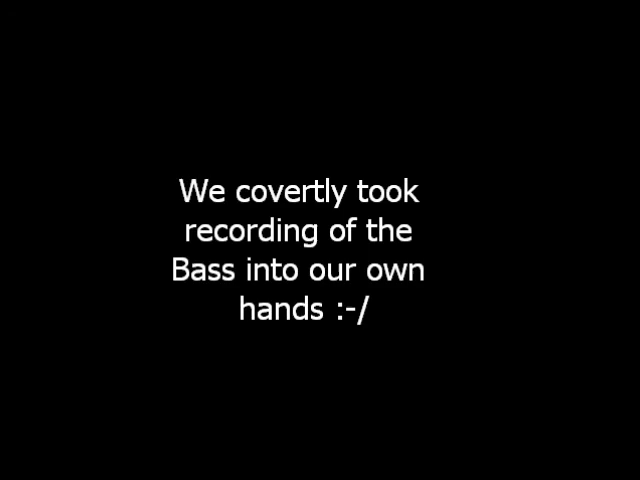 We covertly took
recording of the
Bass into our own
hands :-/